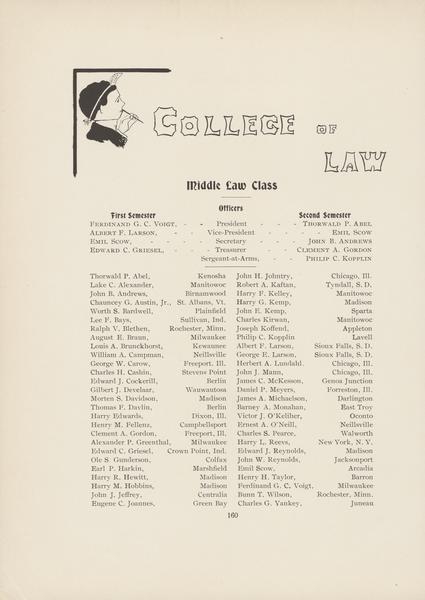 COLLEGE OF
LAW
Middle Law Class
Officers
First Semester Second Semester
FERDINAND G. C. VOIGT, - - President - - - THORWALD P. ABEL
ALBERT F. LARSON, - - Vice-President - - - - EMIL SCOW
EMIL SCOW, - - - - Secretary - - - JOHN B. ANDREWS
EDWARD C. GRIESEL, - - - Treasurer - - CLEMENT A. GORDON
Sergeant-at-Arms, - - PHILIP C. KOPPLIN
Thorwald P. Abel, Kenosha
Lake C. Alexander, Manitowoc
John B. Andrews, Birnamwood
Chauncey G. Austin, Jr., St. Albans, Vt.
Worth S. Bardwell, Plainfield
Lee F. Bays, Sullivan, Ind.
Ralph V. Blethen, Rochester, Minn.
August E. Braun, Milwaukee
Louis A. Brunckhorst, Kewaunee
William A. Campman, Neillsville
George W. Carow, Freeport, Ill.
Charles H. Cashin, Stevens Point
Edward J. Cockerill, Berlin
Gilbert J. Develaar, Wauwautosa
Morten S. Davidson, Madison
Thomas F. Davlin, Berlin
Harry Edwards, Dixon, Ill.
Henry M. Fellenz, Campbellsport
Clement A. Gordon, Freeport, Ill.
Alexander P. Greenthal, Milwaukee
Edward C. Griesel, Crown Point, Ind.
Ole S. Gunderson, Colfax
Earl P. Harkin, Marshfield
Harry R. Hewitt, Madison
Harry M. Hobbins, Madison
John J. Jeffrey, Centralia
Eugene C. Joannes, Green Bay
John H. Johntry, Chicago, Ill.
Robert A. Kaftan, Tyndall, S. D.
Harry F. Kelley, Manitowoc
Harry G. Kemp, Madison
John E. Kemp, Sparta
Charles Kirwan, Manitowoc
Joseph Koffend, Appleton
Philip C. Kopplin Lavell
Albert F. Larson, Sioux Falls, S. D.
George E. Larson, Sioux Falls, S. D.
Herbert A. Lundahl, Chicago, Ill.
John J. Mann, Chicago, Ill.
James C. McKesson, Genoa Junction
Daniel P. Meyers, Forreston, Ill.
James A. Michaelson, Darlington
Barney A. Monahan, East Troy
Victor J. O'Keliher, Oconto
Ernest A. O'Neill, Neillsville
Charles S. Pearce, Walworth
Harry L. Reevs, New York, N. Y.
Edward J. Reynolds, Madison
John W. Reynolds, Jacksonport
Emil Scow, Arcadia
Henry H. Taylor, Barron
Ferdinand G. C. Voigt, Milwaukee
Bunn T. Wilson, Rochester, Minn.
Charles G. Yankey, Juneau
160